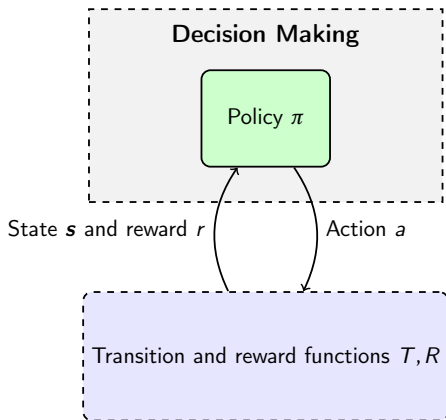 Decision Making
Policy π
State s and reward r
Action a
Transition and reward functions T, R